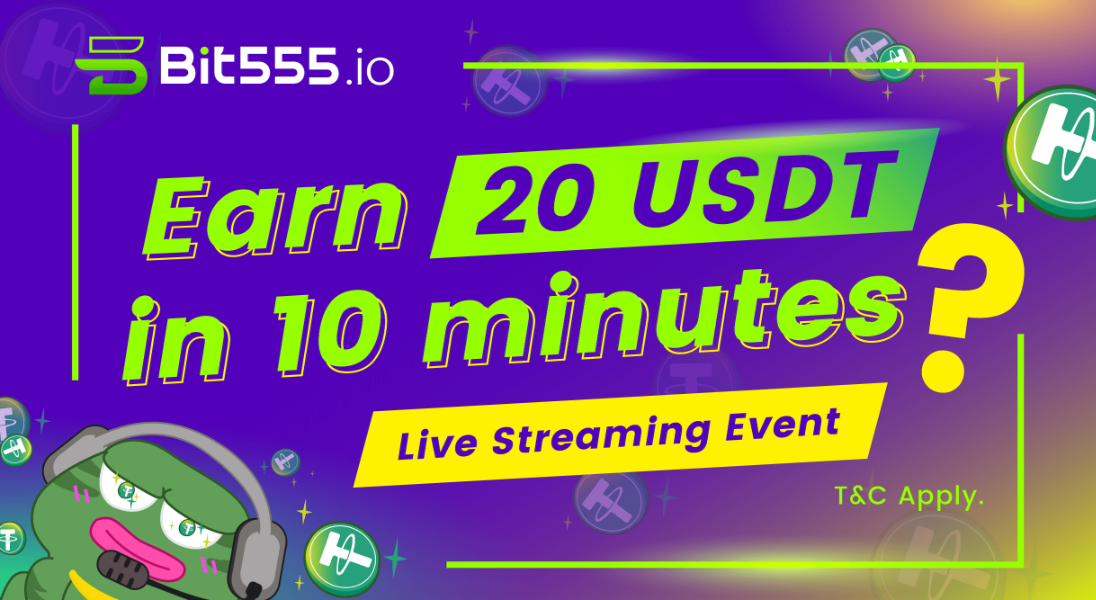 Bit555.io
Earn 20 USDT
in 10 minutes?
Live Streaming Event
T&C Apply.